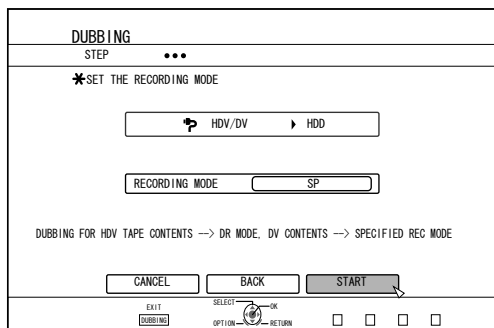 DUBBING
STEP
SET THE RECORDING MODE
HDV/DV HDD
RECORDING MODE SP
DUBBING FOR HDV TAPE CONTENTS --> DR MODE, DV CONTENTS --> SPECIFIED REC MODE
CANCEL BACK START
EXIT
DUBBING
SELECT OK
OPTION RETURN